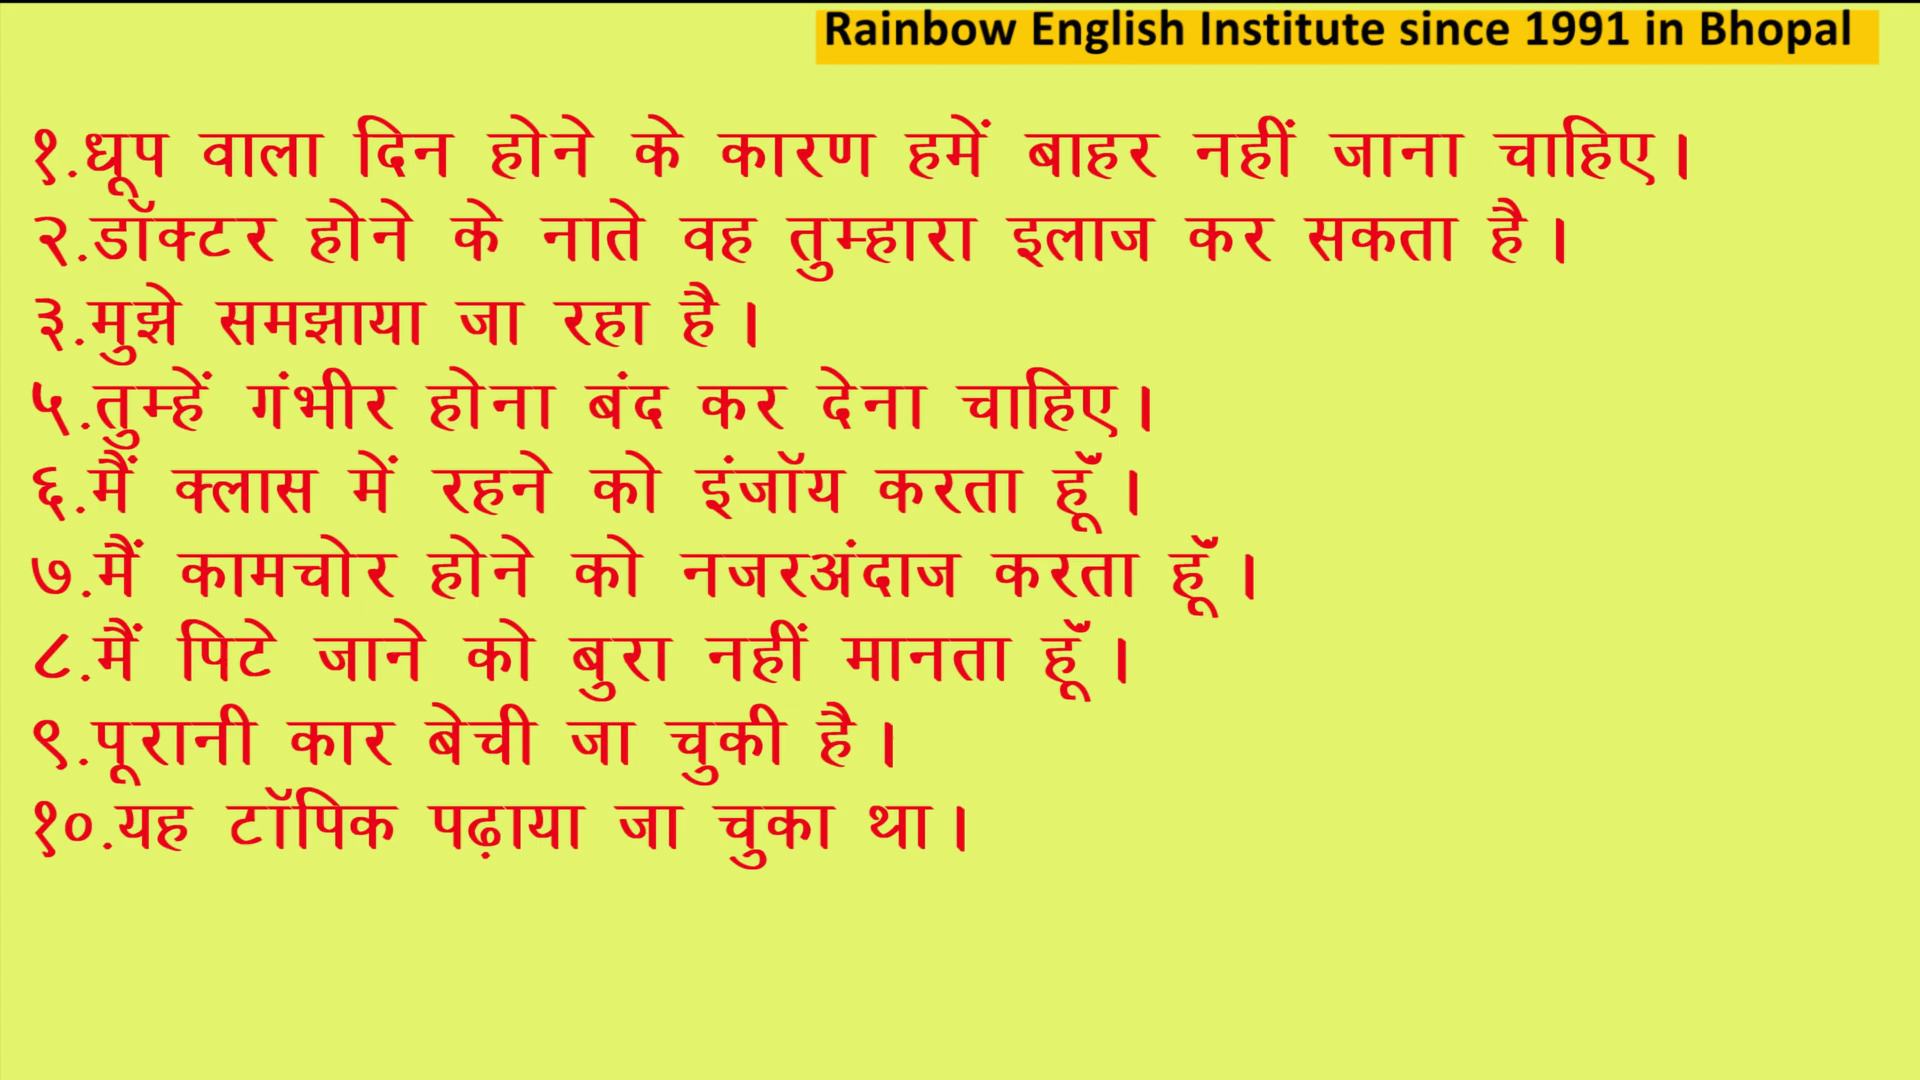 Rainbow English Institute since 1991 in Bhopal
१.धूप वाला दिन होने के कारण हमें बाहर नहीं जाना चाहिए।
२.डॉक्टर होने के नाते वह तुम्हारा इलाज कर सकता है।
३.मुझे समझाया जा रहा है।
५.तुम्हें गंभीर होना बंद कर देना चाहिए।
६.मैं क्लास में रहने को इंजॉय करता हूँ।
७.मैं कामचोर होने को नजरअंदाज करता हूँ।
८.मैं पिटे जाने को बुरा नहीं मानता हूँ।
९.पूरानी कार बेची जा चुकी है।
१०.यह टॉपिक पढ़ाया जा चुका था।